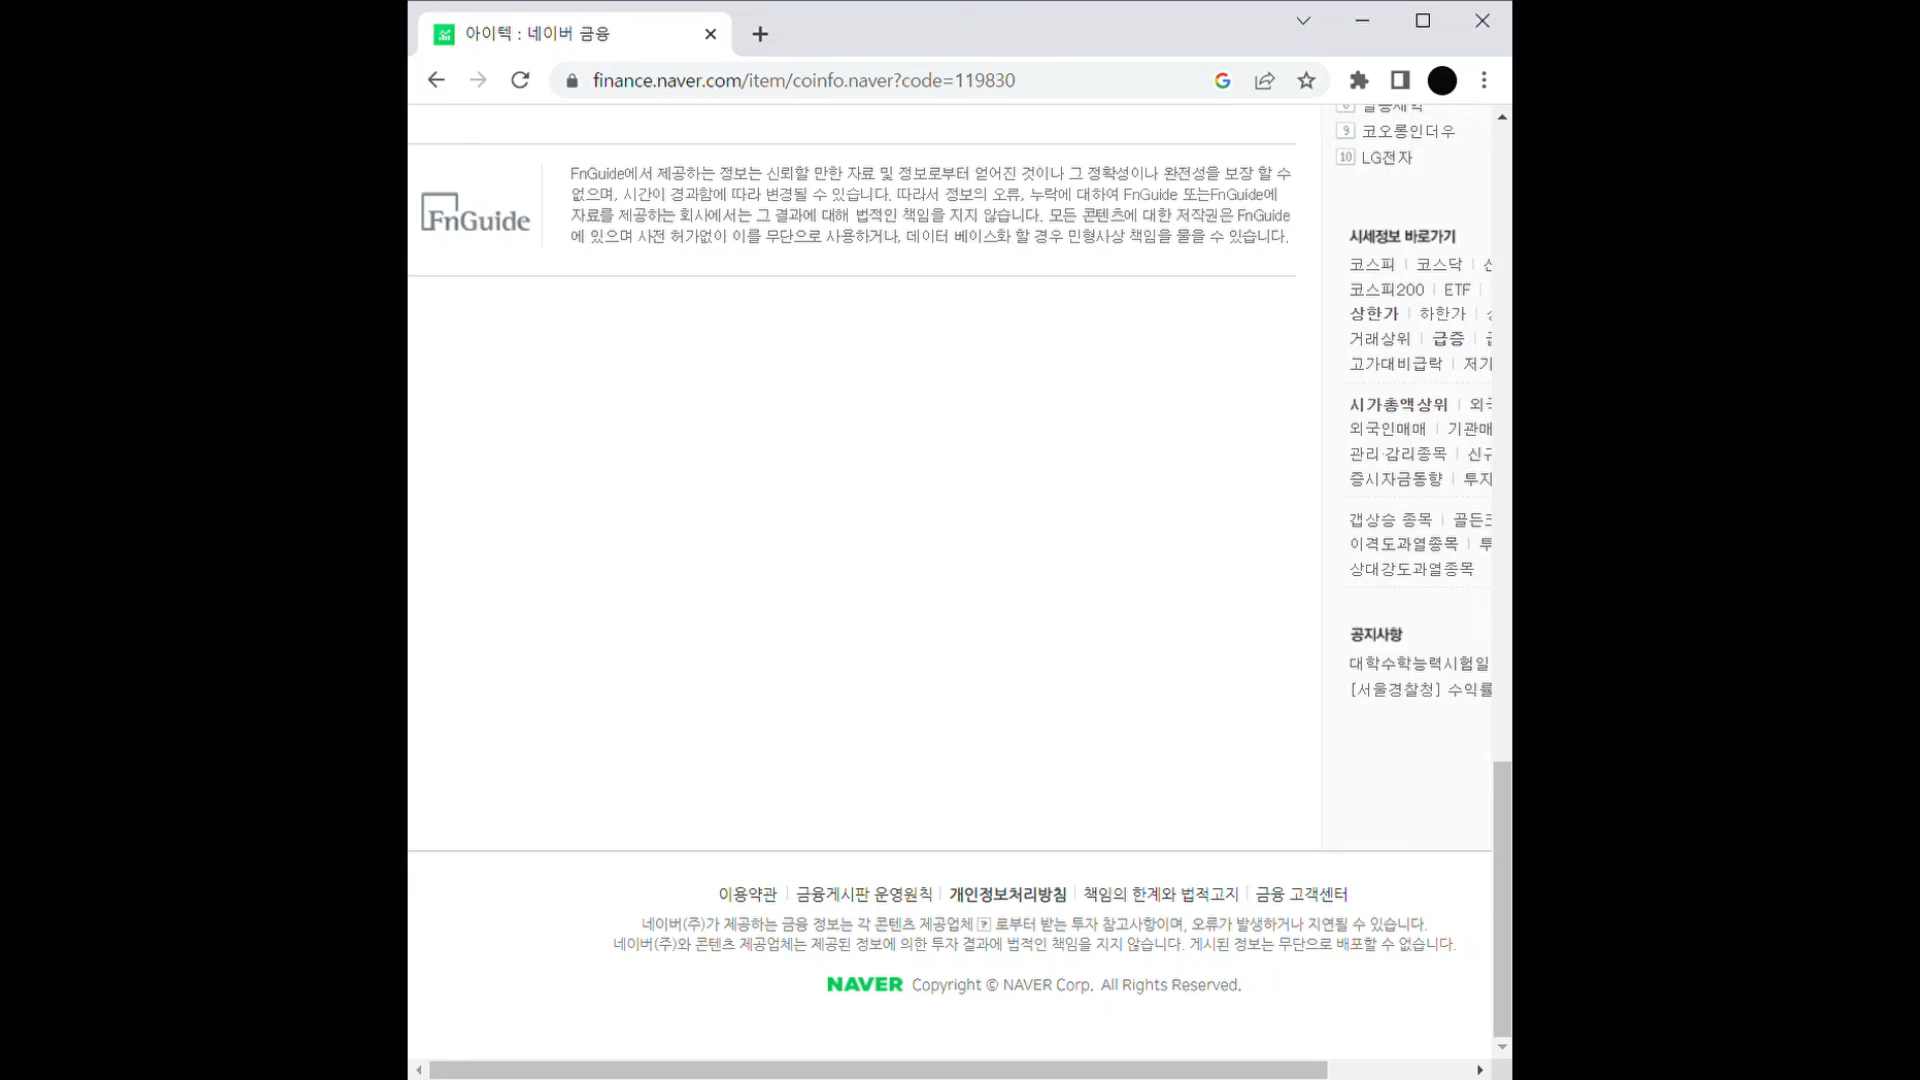 아이텍 : 네이버 금융
finance.naver.com/item/coinfo.naver?code=119830
9 코오롱인더우
10 LG전자
FnGuide
FnGuide에서 제공하는 정보는 신뢰할 만한 자료 및 정보로부터 얻어진 것이나 그 정확성이나 완전성을 보장 할 수
없으며, 시간이 경과함에 따라 변경될 수 있습니다. 따라서 정보의 오류, 누락에 대하여 FnGuide 또는FnGuide에
자료를 제공하는 회사에서는 그 결과에 대해 법적인 책임을 지지 않습니다. 모든 콘텐츠에 대한 저작권은 FnGuide
에 있으며 사전 허가없이 이를 무단으로 사용하거나, 데이터 베이스화 할 경우 민형사상 책임을 물을 수 있습니다.
시세정보 바로가기
코스피 | 코스닥 |
코스피200 | ETF |
상한가 | 하한가 |
거래상위 | 급증 |
고가대비급락 | 저가
시가총액상위 | 외국
외국인매매 | 기관매
관리·감리종목 | 신규
증시자금동향 | 투자
갭상승 종목 | 골든크
이격도과열종목 | 투
상대강도과열종목
공지사항
대학수학능력시험일
[서울경찰청] 수익률
이용약관 | 금융게시판 운영원칙 | 개인정보처리방침 | 책임의 한계와 법적고지 | 금융 고객센터
네이버(주)가 제공하는 금융 정보는 각 콘텐츠 제공업체 ? 로부터 받는 투자 참고사항이며, 오류가 발생하거나 지연될 수 있습니다.
네이버(주)와 콘텐츠 제공업체는 제공된 정보에 의한 투자 결과에 법적인 책임을 지지 않습니다. 게시된 정보는 무단으로 배포할 수 없습니다.
NAVER Copyright © NAVER Corp. All Rights Reserved.